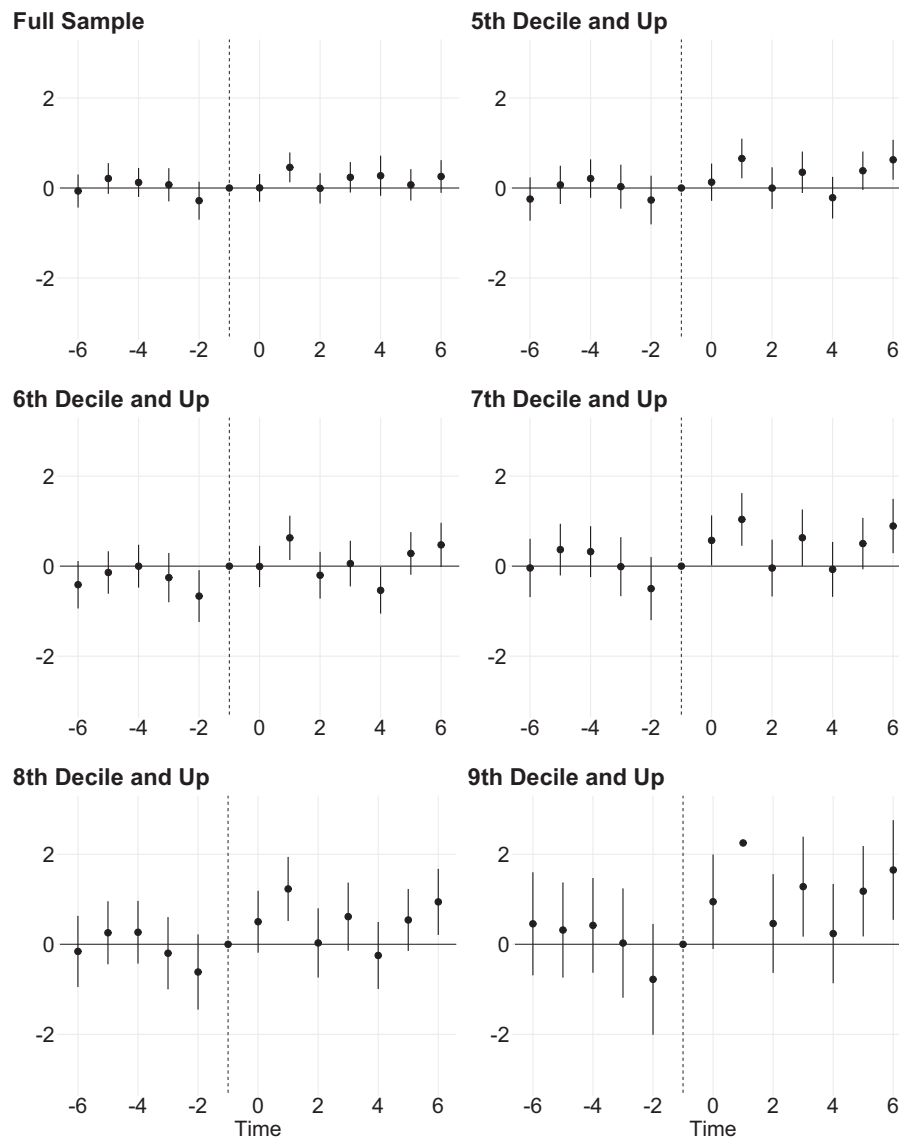 Full Sample
5th Decile and Up
2
0
-2
-6 -4 -2 0 2 4 6
2
0
-2
-6 -4 -2 0 2 4 6
6th Decile and Up
7th Decile and Up
2
0
-2
-6 -4 -2 0 2 4 6
2
0
-2
-6 -4 -2 0 2 4 6
8th Decile and Up
9th Decile and Up
2
0
-2
-6 -4 -2 0 2 4 6
Time
2
0
-2
-6 -4 -2 0 2 4 6
Time